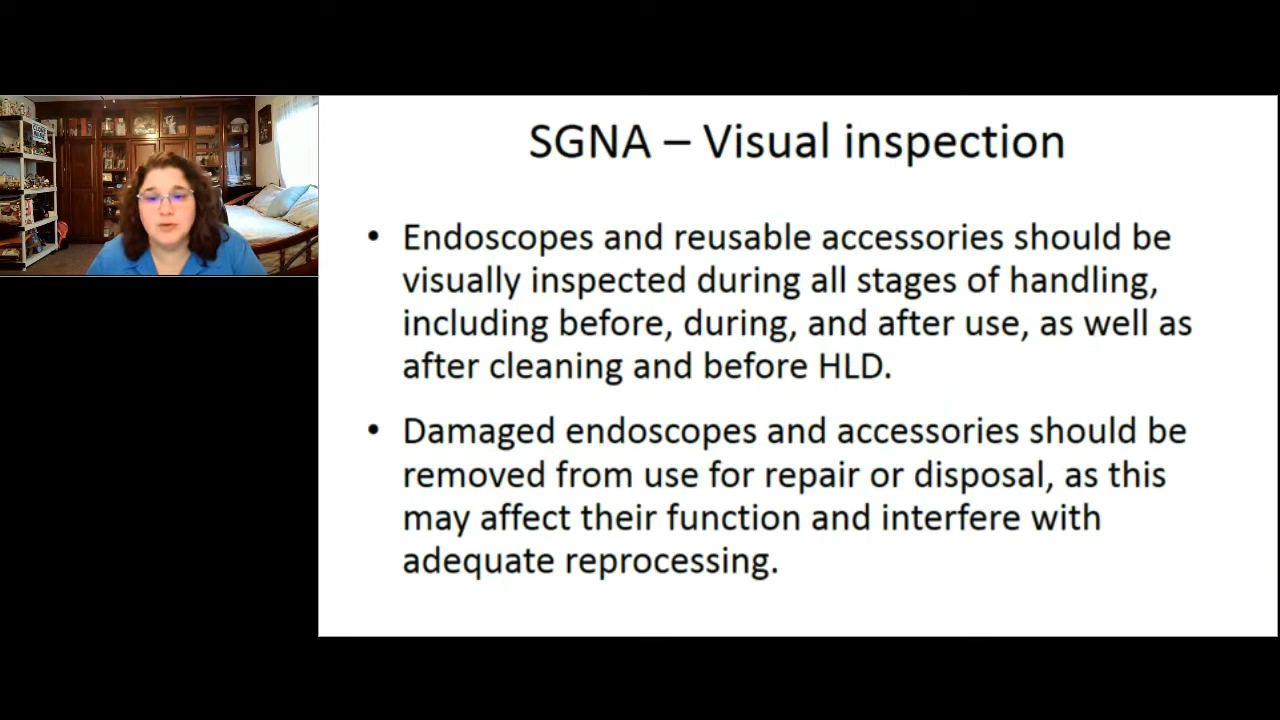 SGNA – Visual inspection
• Endoscopes and reusable accessories should be
visually inspected during all stages of handling,
including before, during, and after use, as well as
after cleaning and before HLD.
• Damaged endoscopes and accessories should be
removed from use for repair or disposal, as this
may affect their function and interfere with
adequate reprocessing.